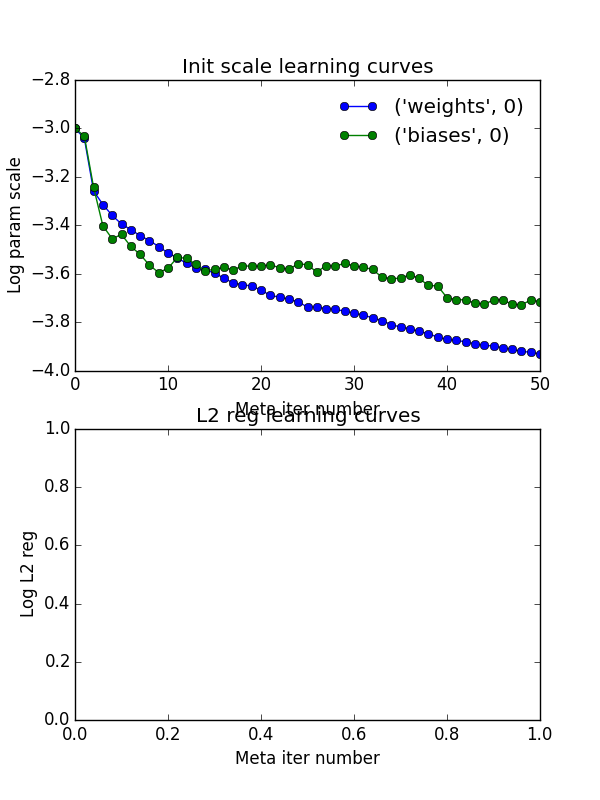 Init scale learning curves
−2.8
−3.0
−3.2
−3.4
−3.6
−3.8
−4.0
Log param scale
('weights', 0)
('biases', 0)
0 10 20 30 40 50
Meta iter number
L2 reg learning curves
1.0
0.8
0.6
0.4
0.2
0.0
Log L2 reg
0.0 0.2 0.4 0.6 0.8 1.0
Meta iter number